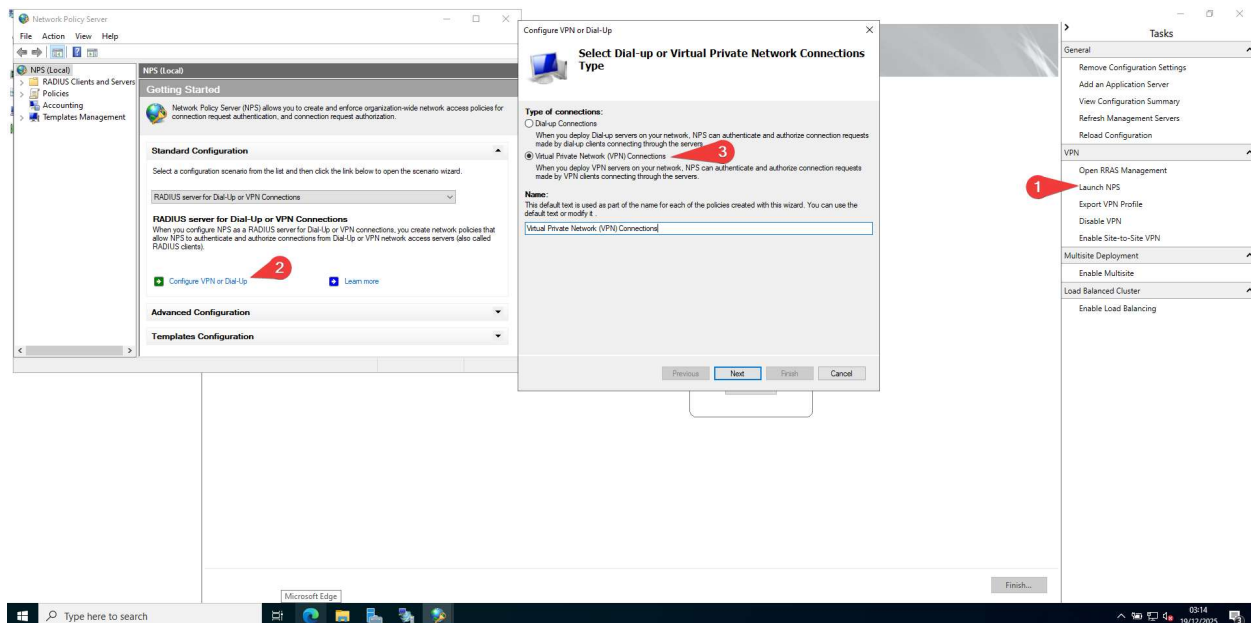 Network Policy Server
File Action View Help
NPS (Local)
RADIUS Clients and Servers
Policies
Accounting
Templates Management
NPS (Local)
Getting Started
Network Policy Server (NPS) allows you to create and enforce organization-wide network access policies for
connection request authentication, and connection request authorization.
Standard Configuration
Select a configuration scenario from the list and then click the link below to open the scenario wizard.
RADIUS server for Dial-Up or VPN Connections
RADIUS server for Dial-Up or VPN Connections
When you configure NPS as a RADIUS server for Dial-Up or VPN connections, you create network policies that
allow NPS to authenticate and authorize connections from Dial-Up or VPN network access servers (also called
RADIUS clients).
2
Configure VPN or Dial-Up
Learn more
Advanced Configuration
Templates Configuration
Configure VPN or Dial-Up
Select Dial-up or Virtual Private Network Connections
Type
Type of connections:
Dial-up Connections
When you deploy Dial-up servers on your network, NPS can authenticate and authorize connection requests
made by dial-up clients connecting through the servers.
3
Virtual Private Network (VPN) Connections
When you deploy VPN servers on your network, NPS can authenticate and authorize connection requests
made by VPN clients connecting through the servers.
Name:
This default text is used as part of the name for each of the policies created with this wizard. You can use the
default text or modify it .
Virtual Private Network (VPN) Connections
Previous Next Finish Cancel
Tasks
General
Remove Configuration Settings
Add an Application Server
View Configuration Summary
Refresh Management Servers
Reload Configuration
VPN
Open RRAS Management
1
Launch NPS
Export VPN Profile
Disable VPN
Enable Site-to-Site VPN
Multisite Deployment
Enable Multisite
Load Balanced Cluster
Enable Load Balancing
Finish...
Microsoft Edge
Type here to search
03:14
19/12/2025